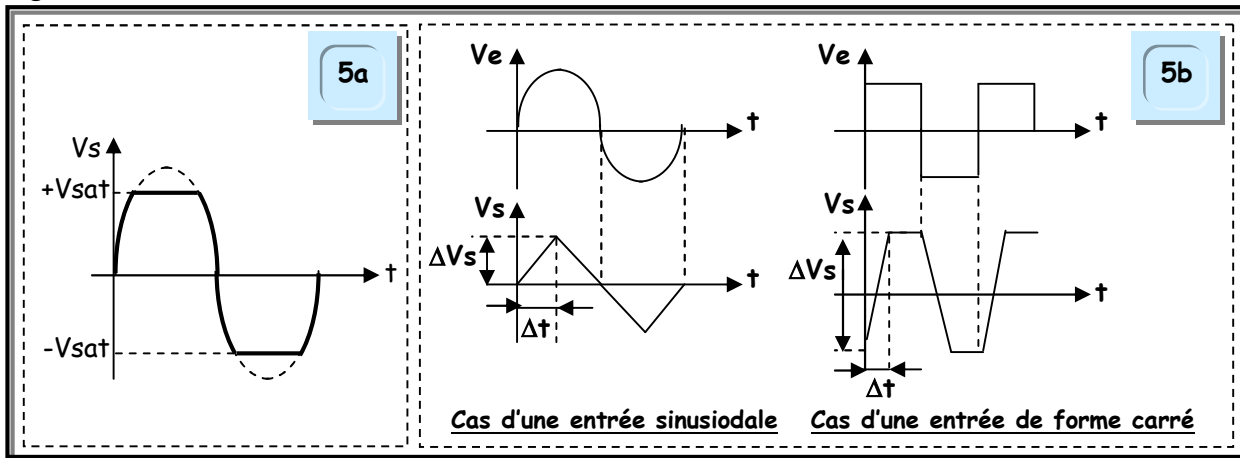 5a
Vs
+Vsat
t
-Vsat
Ve
t
Vs
ΔVs
t
Δt
Cas d'une entrée sinusiodale
5b
Ve
t
Vs
ΔVs
t
Δt
Cas d'une entrée de forme carré